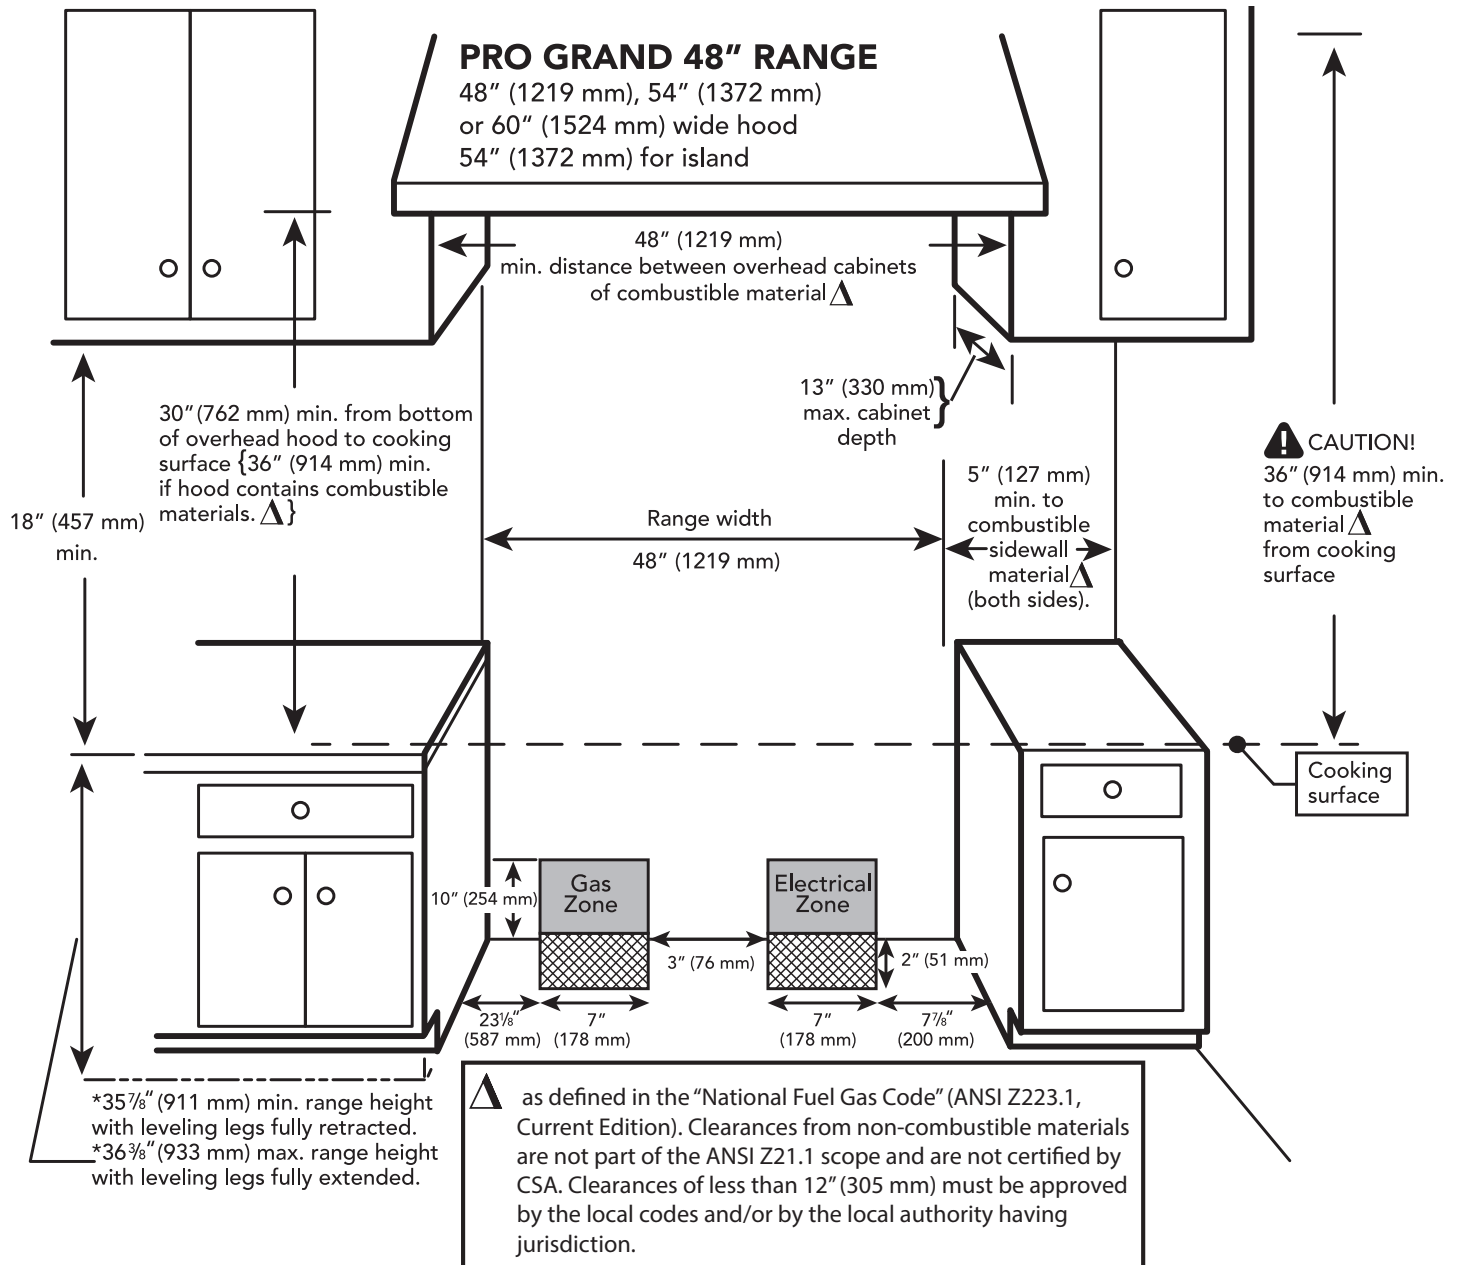 PRO GRAND 48” RANGE
48” (1219 mm), 54” (1372 mm)
or 60” (1524 mm) wide hood
54” (1372 mm) for island
48” (1219 mm)
min. distance between overhead cabinets
of combustible material Δ
13” (330 mm)}
max. cabinet
depth
30” (762 mm) min. from bottom
of overhead hood to cooking
surface {36” (914 mm) min.
if hood contains combustible
materials. Δ}
18” (457 mm)
min.
Range width
48” (1219 mm)
5” (127 mm)
min. to
combustible
sidewall
material Δ
(both sides).
CAUTION!
36” (914 mm) min.
to combustible
material Δ
from cooking
surface
Cooking
surface
Gas
Zone
Electrical
Zone
10” (254 mm)
3” (76 mm)
2” (51 mm)
23⅛”
(587 mm)
7”
(178 mm)
7”
(178 mm)
7⅞”
(200 mm)
*35⅞” (911 mm) min. range height
with leveling legs fully retracted.
*36⅜” (933 mm) max. range height
with leveling legs fully extended.
Δ as defined in the “National Fuel Gas Code” (ANSI Z223.1,
Current Edition). Clearances from non-combustible materials
are not part of the ANSI Z21.1 scope and are not certified by
CSA. Clearances of less than 12” (305 mm) must be approved
by the local codes and/or by the local authority having
jurisdiction.